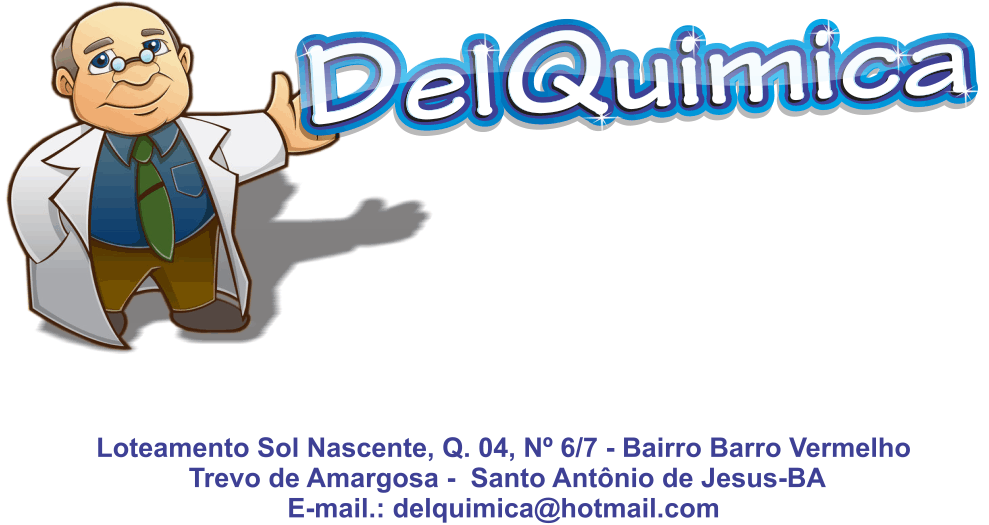 DelQuimica
Loteamento Sol Nascente, Q. 04, Nº 6/7 - Bairro Barro Vermelho
Trevo de Amargosa - Santo Antônio de Jesus-BA
E-mail.: delquimica@hotmail.com